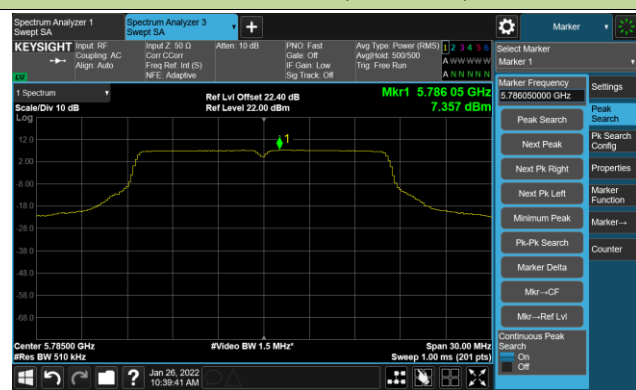 Spectrum Analyzer 1
Swept SA
Spectrum Analyzer 3
Swept SA
+
Marker
KEYSIGHT
Input: RF
Coupling: AC
Align: Auto
Input Z: 50 Ω
Corr CCorr
Freq Ref: Int (S)
NFE: Adaptive
Atten: 10 dB
PNO: Fast
Gate: Off
IF Gain: Low
Sig Track: Off
Avg Type: Power (RMS)
Avg|Hold: 500/500
Trig: Free Run
1 2 3 4 5 6
A W W W W W
A N N N N N
LXI
Select Marker
Marker 1
1 Spectrum
Scale/Div 10 dB
Log
Ref Lvl Offset 22.40 dB
Ref Level 22.00 dBm
Mkr1 5.786 05 GHz
7.357 dBm
1
12.0
2.00
-8.00
-18.0
-28.0
-38.0
-48.0
-58.0
-68.0
Center 5.78500 GHz
#Res BW 510 kHz
#Video BW 1.5 MHz*
Span 30.00 MHz
Sweep 1.00 ms (201 pts)
Marker Frequency
5.786050000 GHz
Peak Search
Next Peak
Next Pk Right
Next Pk Left
Minimum Peak
Pk-Pk Search
Marker Delta
Mkr→CF
Mkr→Ref Lvl
Continuous Peak
Search
On
Off
Settings
Peak
Search
Pk Search
Config
Properties
Marker
Function
Marker→
Counter
?
Jan 26, 2022
10:39:41 AM